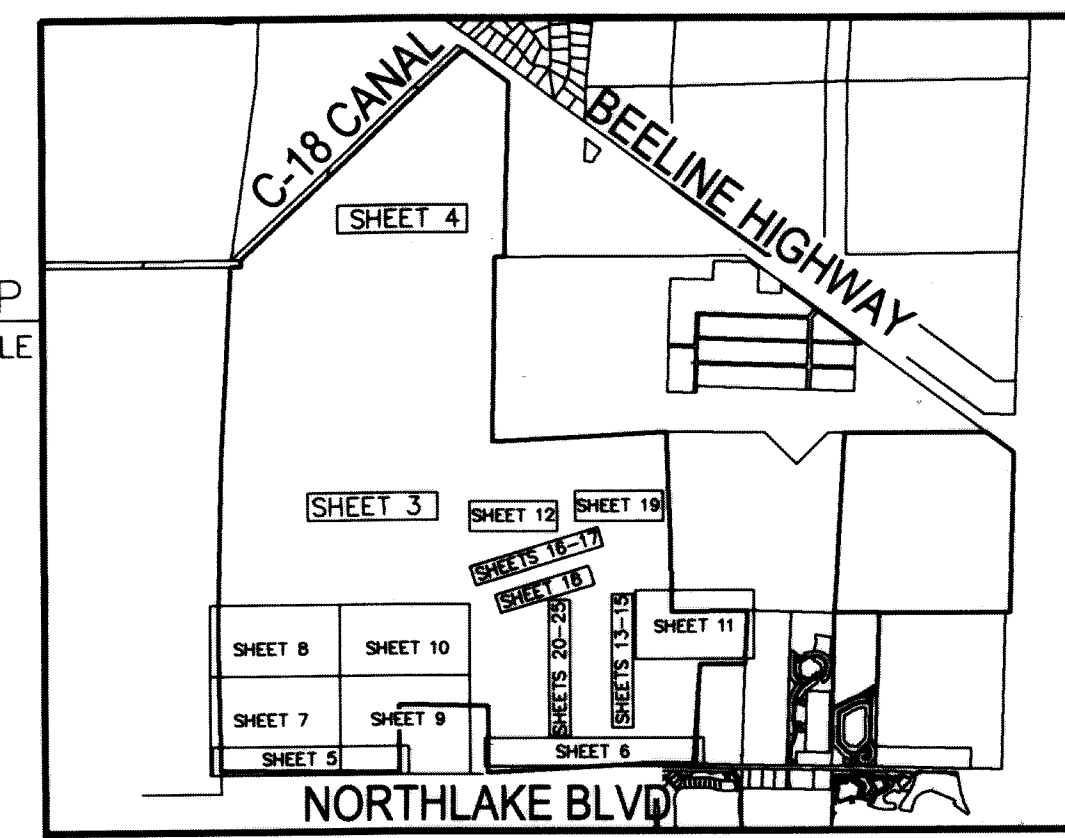 C-18 CANAL
BEELINE HIGHWAY
SHEET 4
P
LE
SHEET 3
SHEET 12
SHEET 19
SHEETS 16-17
SHEET 18
SHEETS 20-25
SHEETS 13-15
SHEET 11
SHEET 8
SHEET 10
SHEET 7
SHEET 9
SHEET 5
SHEET 6
NORTHLAKE BLVD